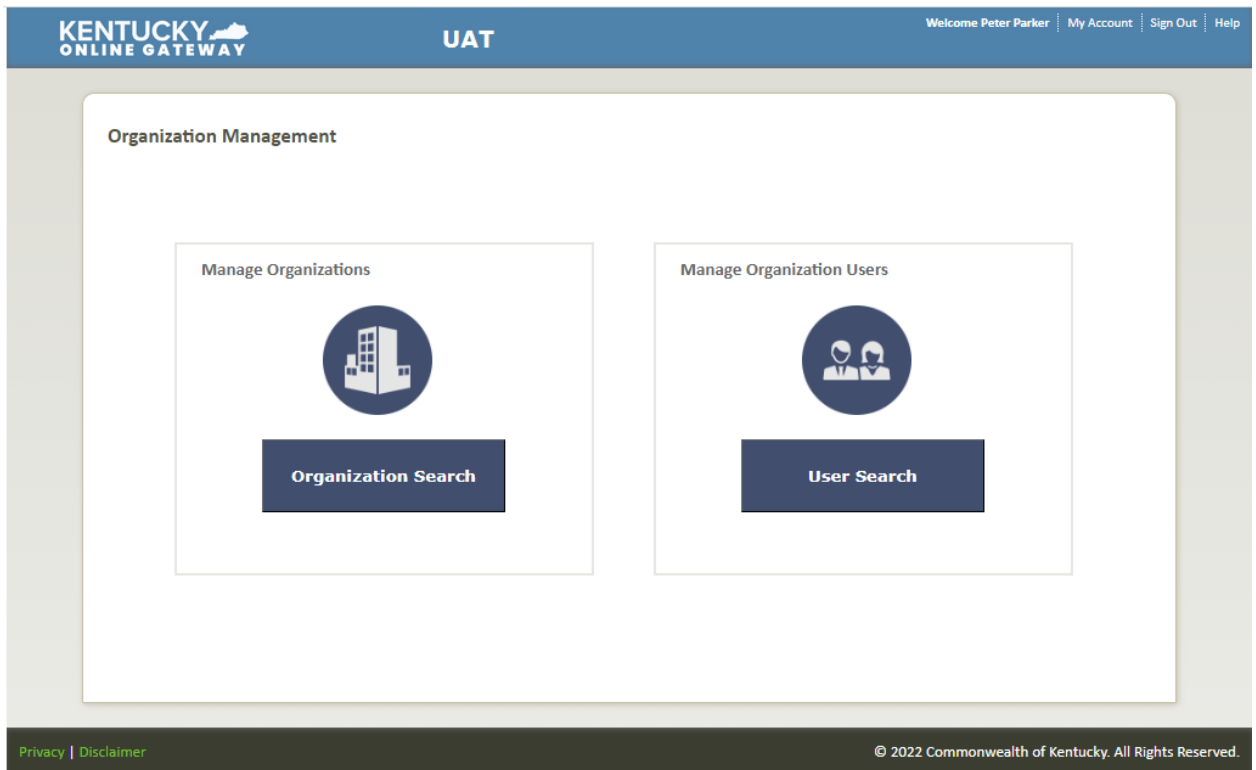 KENTUCKY
ONLINE GATEWAY
UAT
Welcome Peter Parker My Account Sign Out Help
Organization Management
Manage Organizations
Organization Search
Manage Organization Users
User Search
Privacy | Disclaimer
© 2022 Commonwealth of Kentucky. All Rights Reserved.